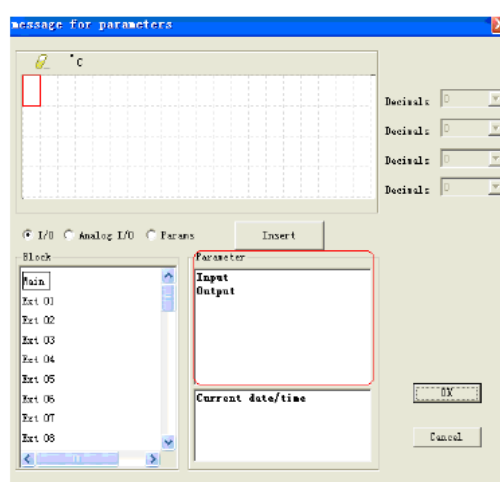 message for parameters
°C
Decimals 0
Decimals 0
Decimals 0
Decimals 0
I/O Analog I/O Params Insert
Block
Main
Ext 01
Ext 02
Ext 03
Ext 04
Ext 05
Ext 06
Ext 07
Ext 08
Parameter
Input
Output
Current date/time
OK
Cancel